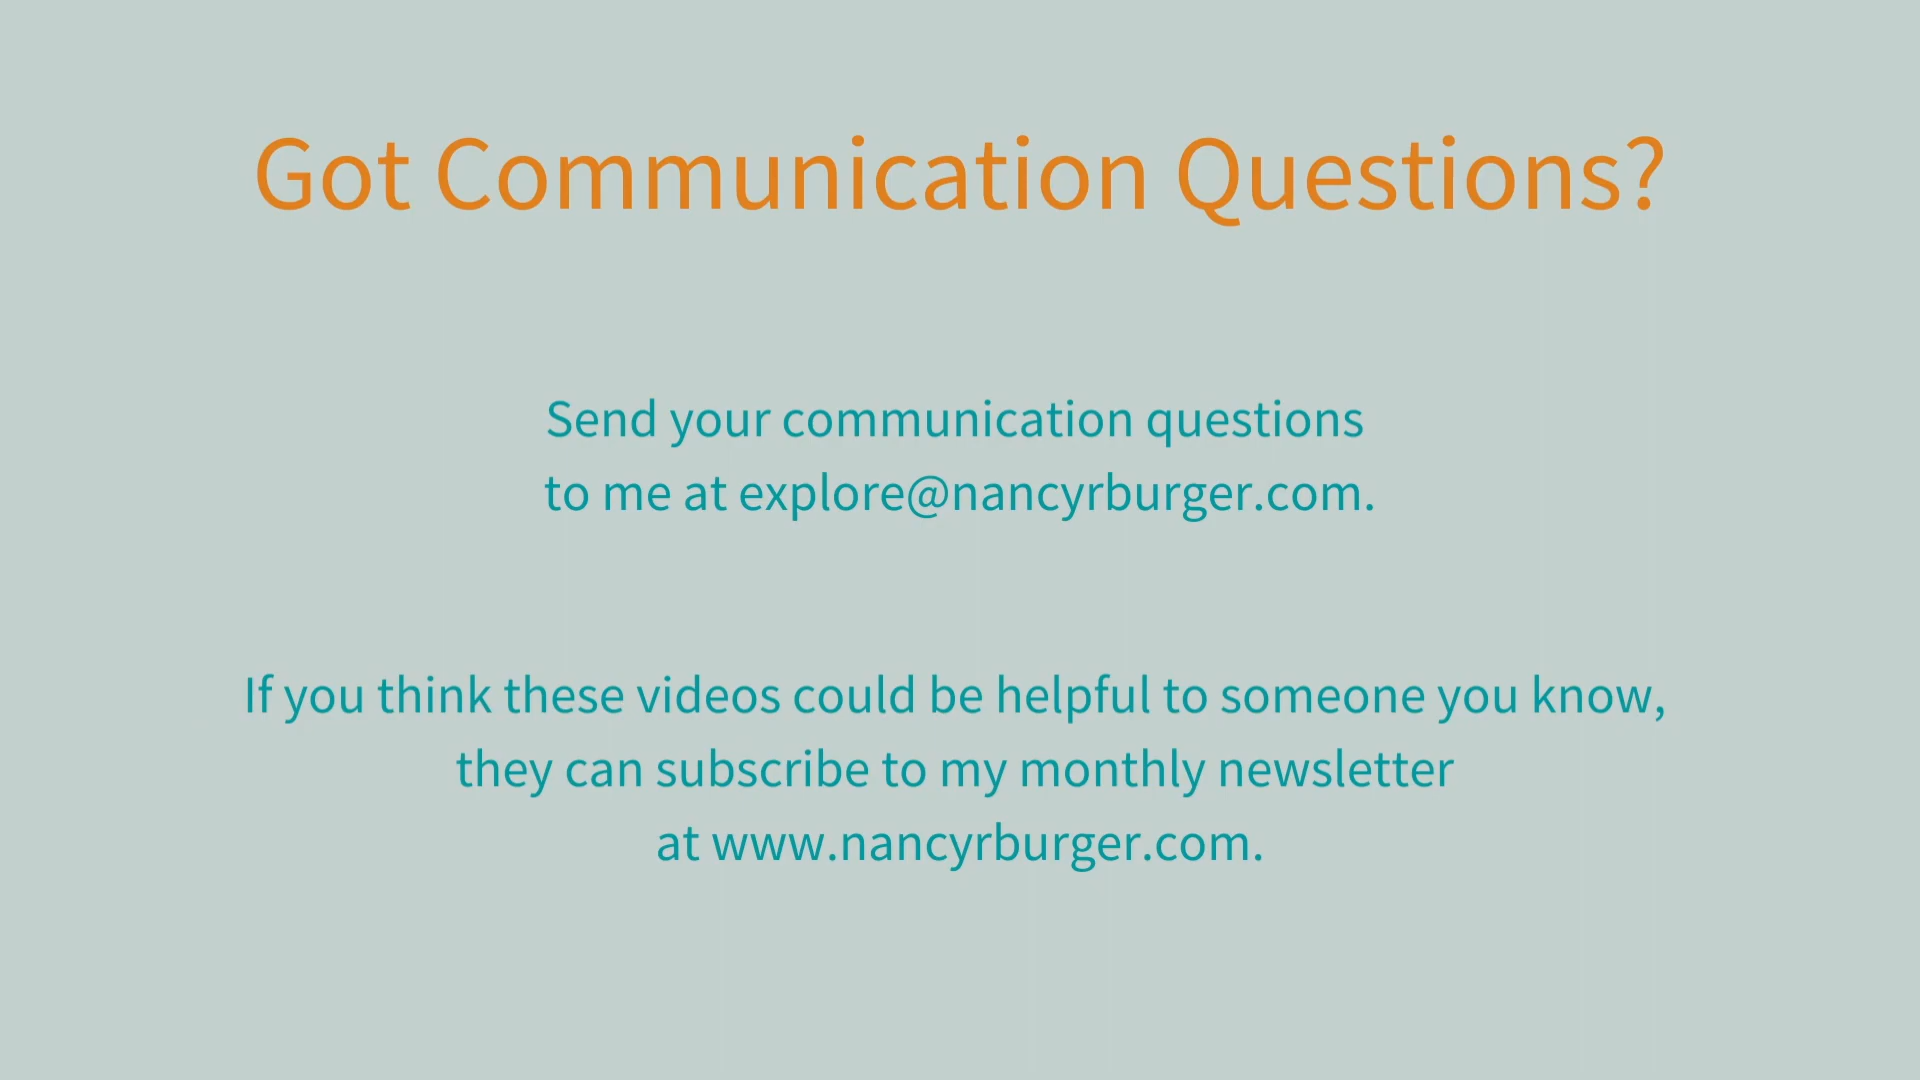 Got Communication Questions?
Send your communication questions
to me at explore@nancyrburger.com.
If you think these videos could be helpful to someone you know,
they can subscribe to my monthly newsletter
at www.nancyrburger.com.